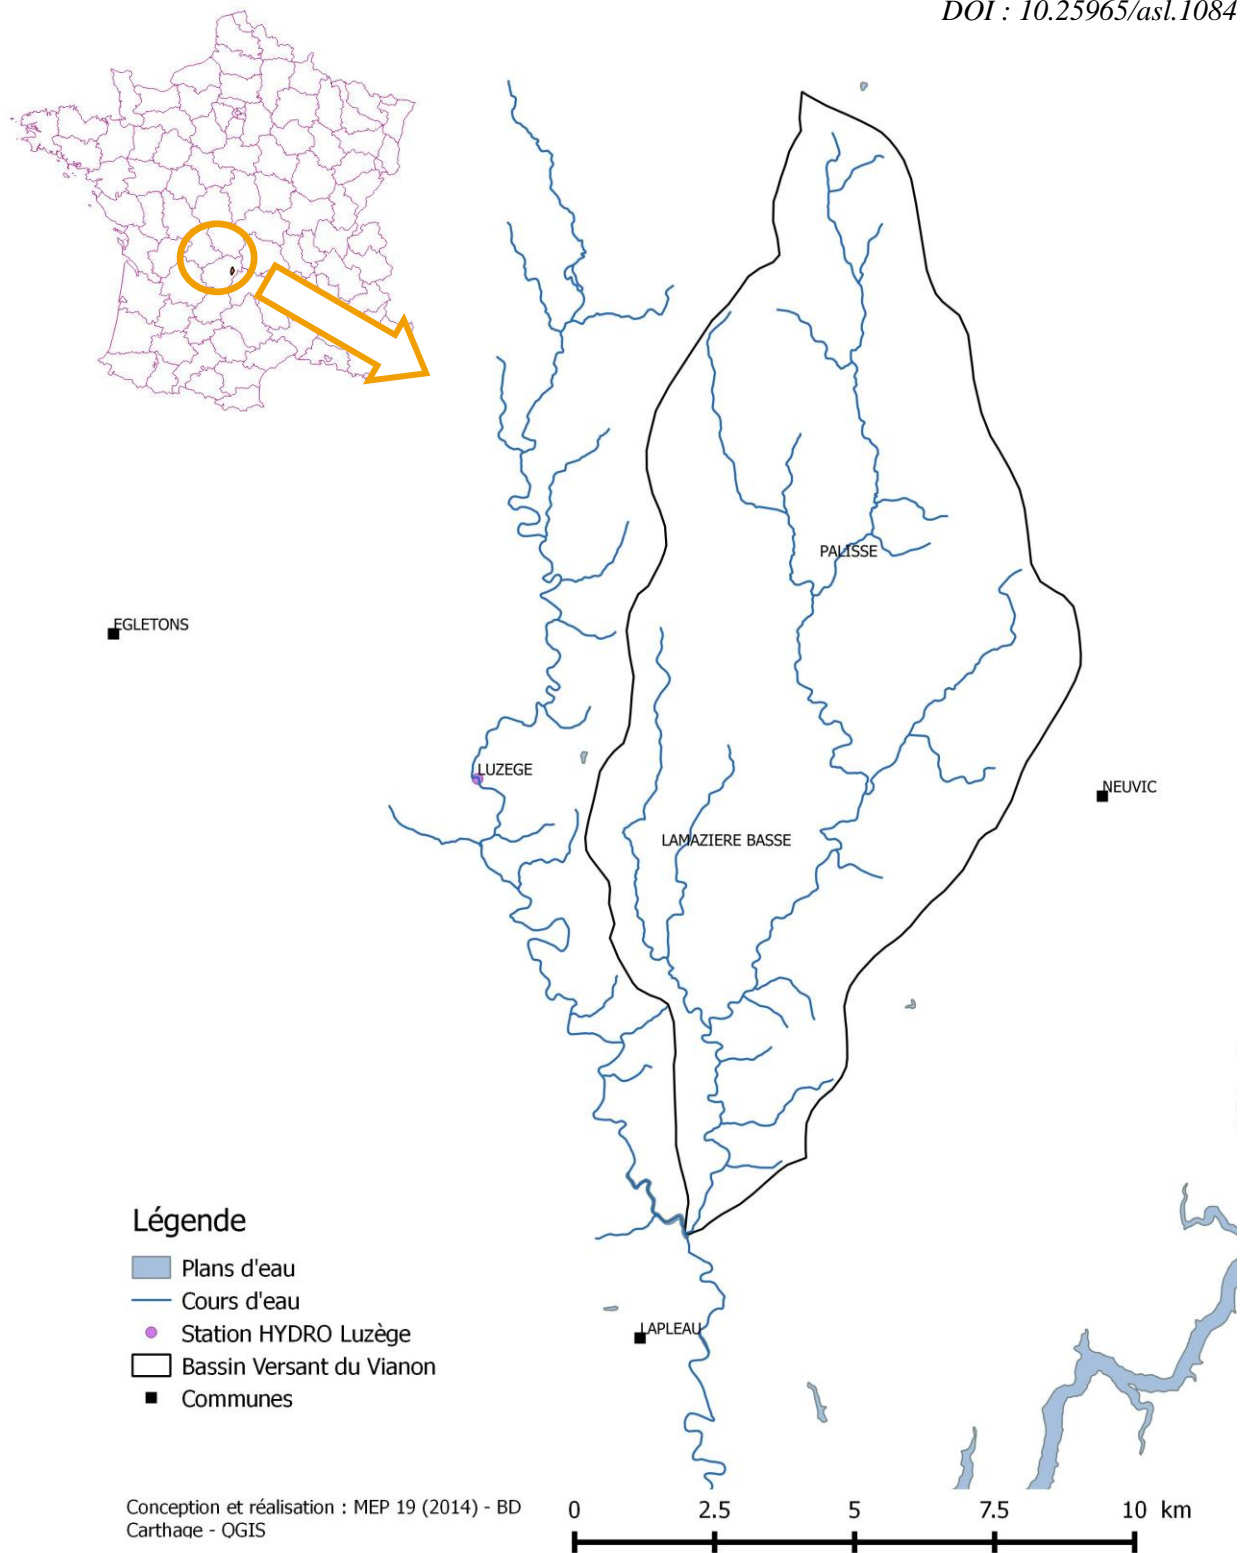 DOI : 10.25965/asl.1084
PALISSE
EGLETONS
LUZEGE
NEUVIC
LAMAZIERE BASSE
Légende
Plans d'eau
Cours d'eau
Station HYDRO Luzège
Bassin Versant du Vianon
Communes
LAPLEAU
Conception et réalisation : MEP 19 (2014) - BD
Carthage - QGIS
0 2.5 5 7.5 10 km